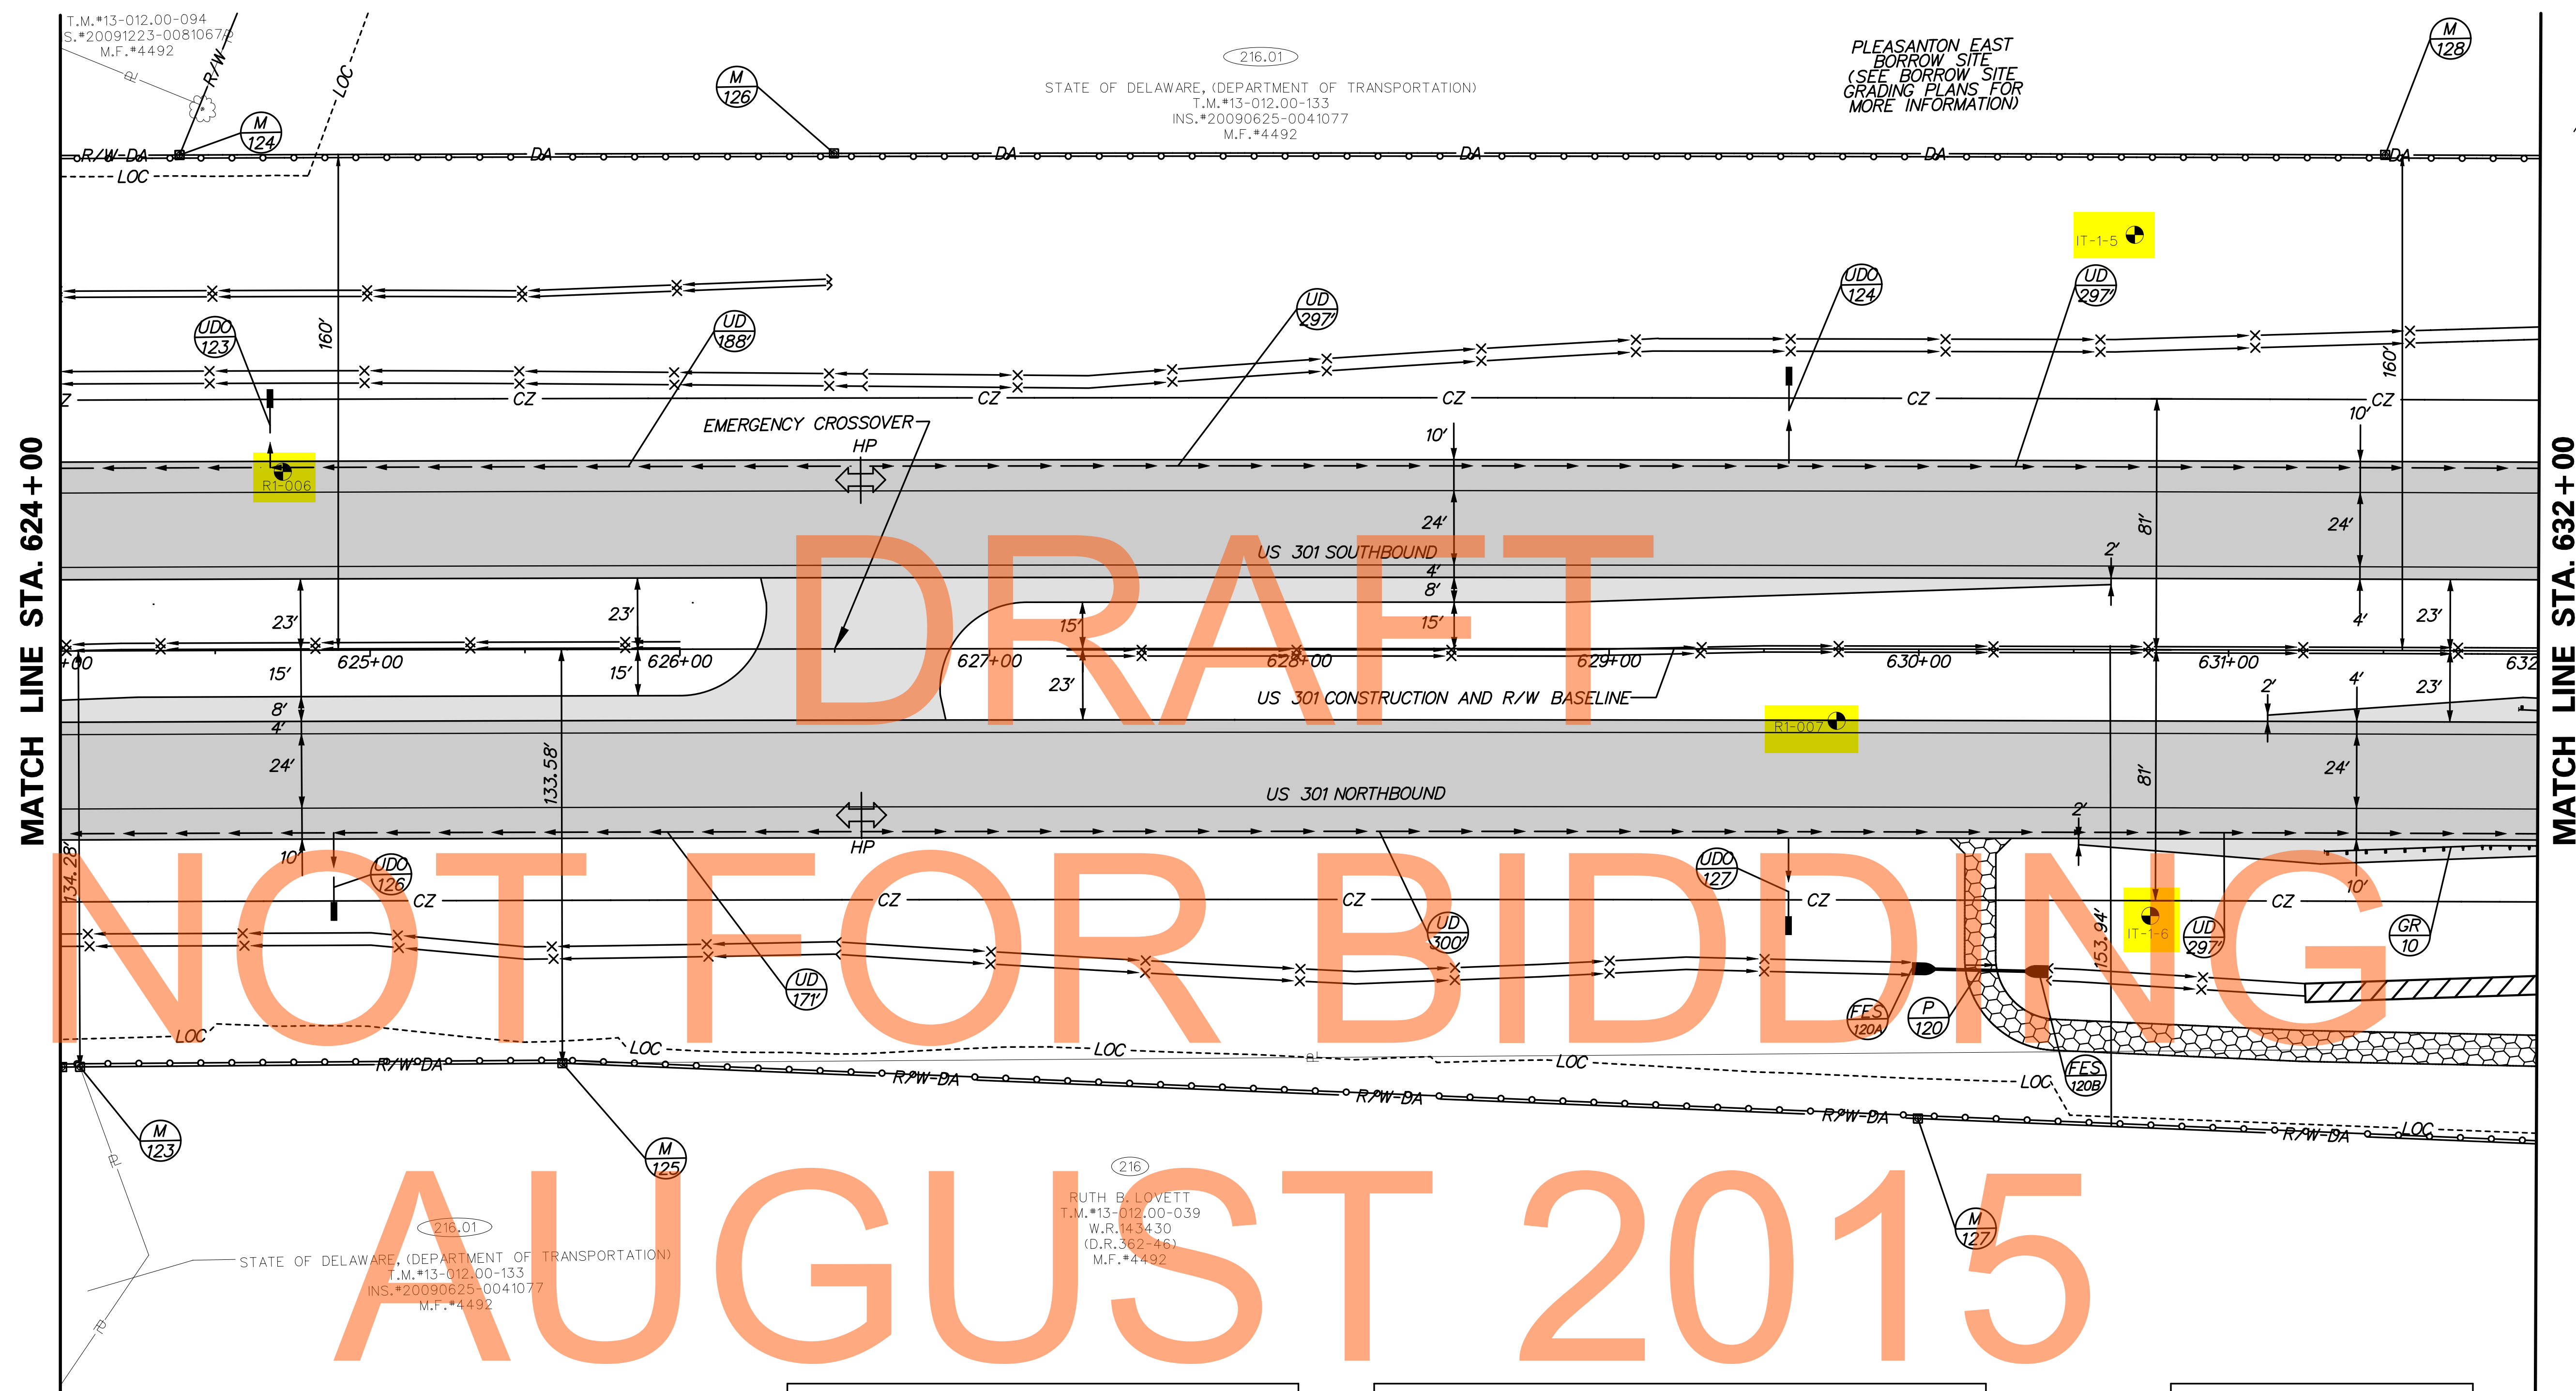 T.M.#13-012.00-094
S.#20091223-0081067
M.F.#4492
R/W
LOC
M
124
M
126
216.01
STATE OF DELAWARE, (DEPARTMENT OF TRANSPORTATION)
T.M.#13-012.00-133
INS.#20090625-0041077
M.F.#4492
PLEASANTON EAST
BORROW SITE
(SEE BORROW SITE
GRADING PLANS FOR
MORE INFORMATION)
M
128
R/W-DA
DA
DA
DA
DA
DA
LOC
IT-1-5
UDO
123
160'
UD
188'
UD
297'
UDO
124
UD
297'
160'
CZ
CZ
CZ
CZ
CZ
EMERGENCY CROSSOVER
HP
10'
10'
R1-006
24'
24'
81'
US 301 SOUTHBOUND
2'
4'
8'
4'
23'
23'
15'
15'
23'
MATCH LINE STA. 624+00
MATCH LINE STA. 632+00
+00
625+00
626+00
627+00
628+00
629+00
630+00
631+00
632
15'
15'
23'
23'
US 301 CONSTRUCTION AND R/W BASELINE
2'
4'
8'
4'
R1-007
24'
133.58'
24'
81'
US 301 NORTHBOUND
2'
HP
10'
10'
134.28'
UDO
126
UDO
127
CZ
CZ
CZ
CZ
CZ
153.94'
IT-1-6
UD
297'
GR
10
UD
171'
UD
300'
FES
120A
P
120
FES
120B
LOC
LOC
LOC
LOC
LOC
LOC
R/W-DA
R/W-DA
R/W-DA
R/W-DA
R/W-DA
M
123
M
125
M
127
216
RUTH B. LOVETT
T.M.#13-012.00-039
W.R.143430
(D.R.362-46)
M.F.#4492
216.01
STATE OF DELAWARE, (DEPARTMENT OF TRANSPORTATION)
T.M.#13-012.00-133
INS.#20090625-0041077
M.F.#4492
DRAFT
NOT FOR BIDDING
AUGUST 2015